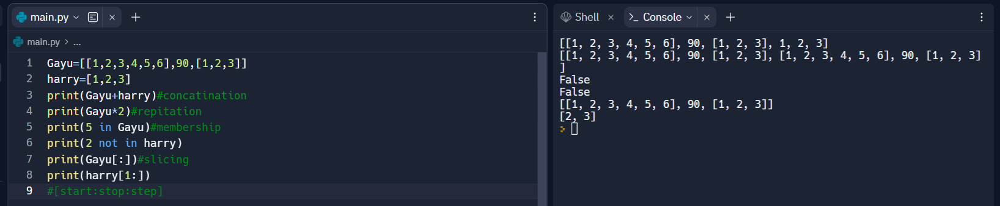 main.py
main.py > ...
1 Gayu=[[1,2,3,4,5,6],90,[1,2,3]]
2 harry=[1,2,3]
3 print(Gayu+harry)#concatination
4 print(Gayu*2)#repitation
5 print(5 in Gayu)#membership
6 print(2 not in harry)
7 print(Gayu[:])#slicing
8 print(harry[1:])
9 #[start:stop:step]
Shell Console
[[1, 2, 3, 4, 5, 6], 90, [1, 2, 3], 1, 2, 3]
[[1, 2, 3, 4, 5, 6], 90, [1, 2, 3], [1, 2, 3, 4, 5, 6], 90, [1, 2, 3]
]
False
False
[[1, 2, 3, 4, 5, 6], 90, [1, 2, 3]]
[2, 3]
>